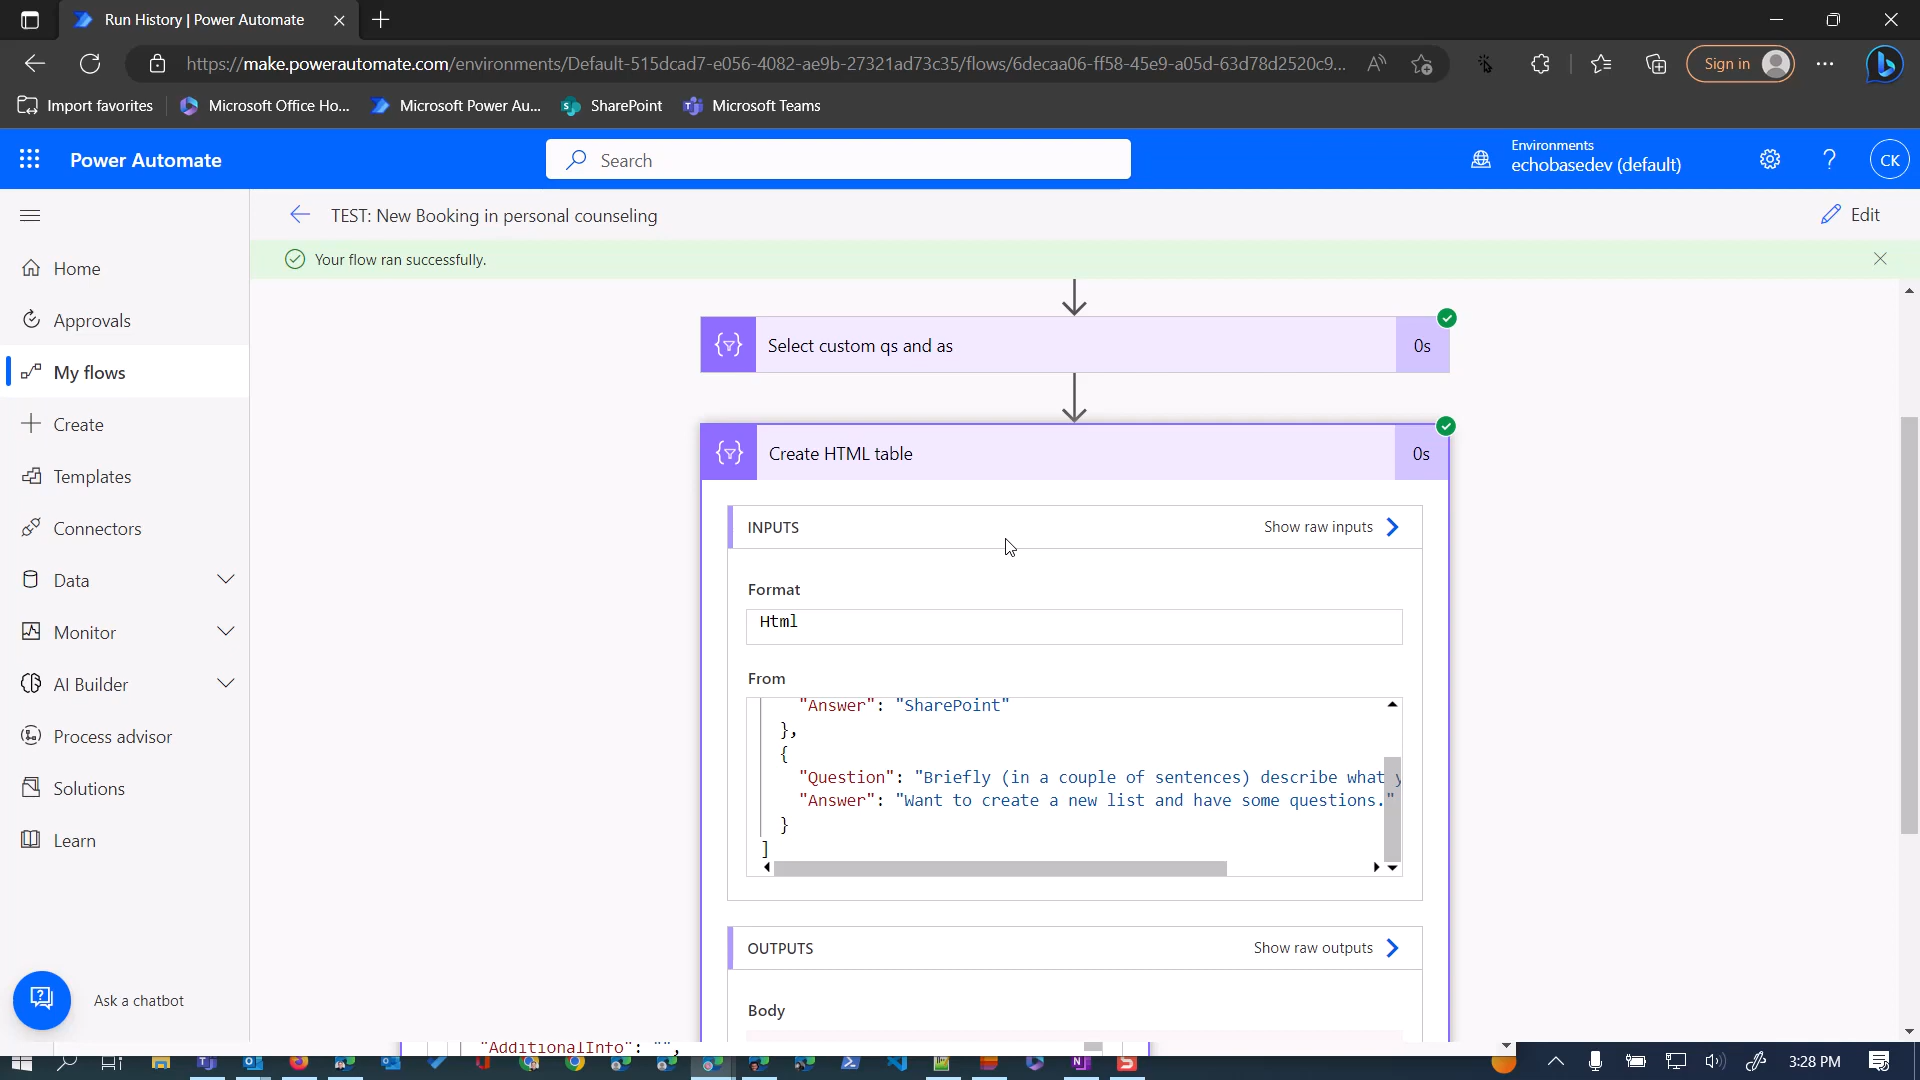 Run History | Power Automate
https://make.powerautomate.com/environments/Default-515dcad7-e056-4082-ae9b-27321ad73c35/flows/6decaa06-ff58-45e9-a05d-63d78d2520c9...
Sign in
Import favorites
Microsoft Office Ho...
Microsoft Power Au...
SharePoint
Microsoft Teams
Power Automate
Search
Environments
echobasedev (default)
?
CK
TEST: New Booking in personal counseling
Edit
Your flow ran successfully.
Home
Approvals
My flows
Create
Templates
Connectors
Data
Monitor
AI Builder
Process advisor
Solutions
Learn
Ask a chatbot
Select custom qs and as
0s
Create HTML table
0s
INPUTS
Show raw inputs
Format
Html
From
"Answer": "SharePoint"
},
{
"Question": "Briefly (in a couple of sentences) describe what y
"Answer": "Want to create a new list and have some questions."
}
]
OUTPUTS
Show raw outputs
Body
"AdditionalInfo": "",
3:28 PM